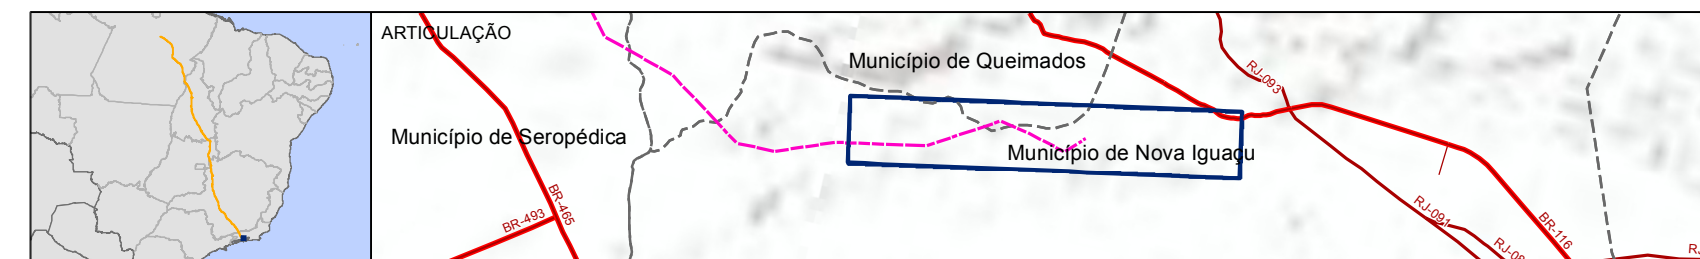 ARTICULAÇÃO
Município de Queimados
RJ-093
Município de Seropédica
Município de Nova Iguaçu
BR-465
BR-493
RJ-091
BR-116